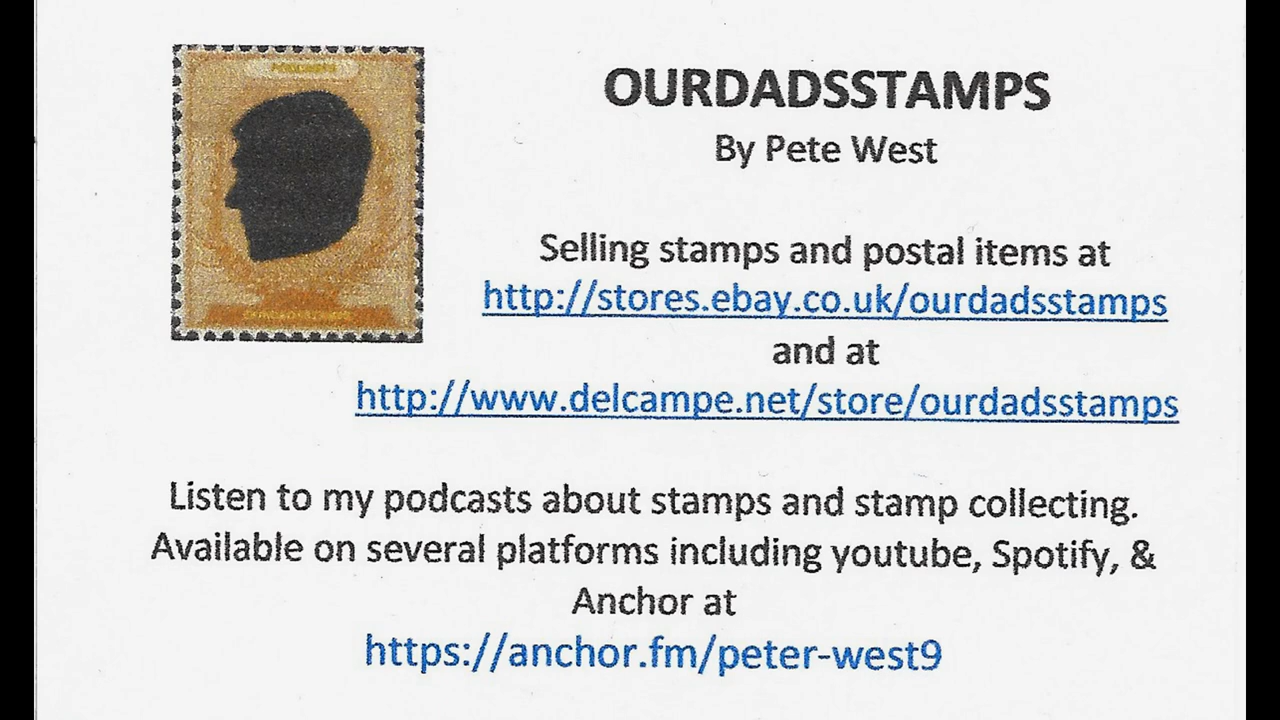 OURDADSSTAMPS
By Pete West
Selling stamps and postal items at
http://stores.ebay.co.uk/ourdadsstamps
and at
http://www.delcampe.net/store/ourdadsstamps
Listen to my podcasts about stamps and stamp collecting.
Available on several platforms including youtube, Spotify, &
Anchor at
https://anchor.fm/peter-west9